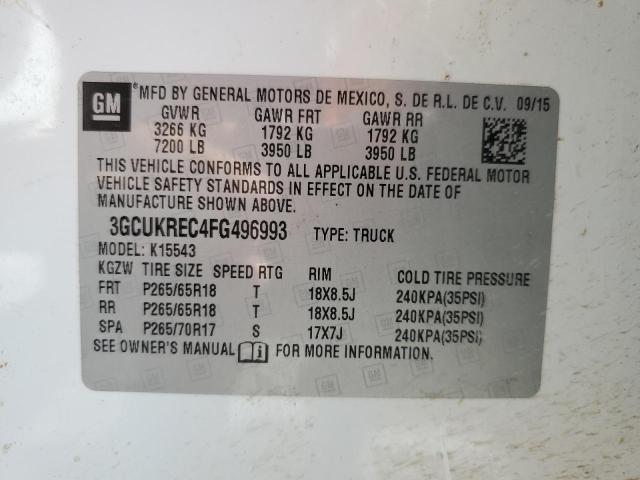 GM
®MFD BY GENERAL MOTORS DE MEXICO, S. DE R.L. DE C.V. 09/15
GVWR GAWR FRT GAWR RR
3266 KG 1792 KG 1792 KG
7200 LB 3950 LB 3950 LB
THIS VEHICLE CONFORMS TO ALL APPLICABLE U.S. FEDERAL MOTOR
VEHICLE SAFETY STANDARDS IN EFFECT ON THE DATE OF
MANUFACTURE SHOWN ABOVE.
3GCUKREC4FG496993 TYPE: TRUCK
MODEL: K15543
KGZW TIRE SIZE SPEED RTG RIM COLD TIRE PRESSURE
FRT P265/65R18 T 18X8.5J 240KPA(35PSI)
RR P265/65R18 T 18X8.5J 240KPA(35PSI)
SPA P265/70R17 S 17X7J 240KPA(35PSI)
SEE OWNER'S MANUAL FOR MORE INFORMATION.